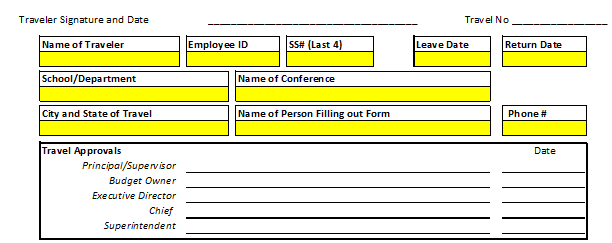 Traveler Signature and Date ___________________________________ Travel No ________________
Name of Traveler Employee ID SS# (Last 4) Leave Date Return Date
School/Department Name of Conference
City and State of Travel Name of Person Filling out Form Phone #
Travel Approvals Date
Principal/Supervisor
Budget Owner
Executive Director
Chief
Superintendent